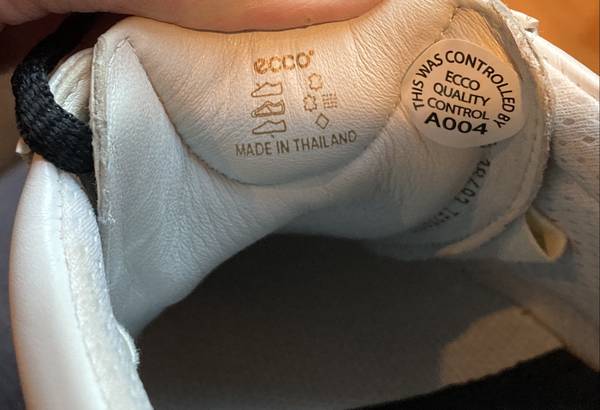 ecco
MADE IN THAILAND
THIS WAS CONTROLLED BY
ECCO
QUALITY
CONTROL
A004